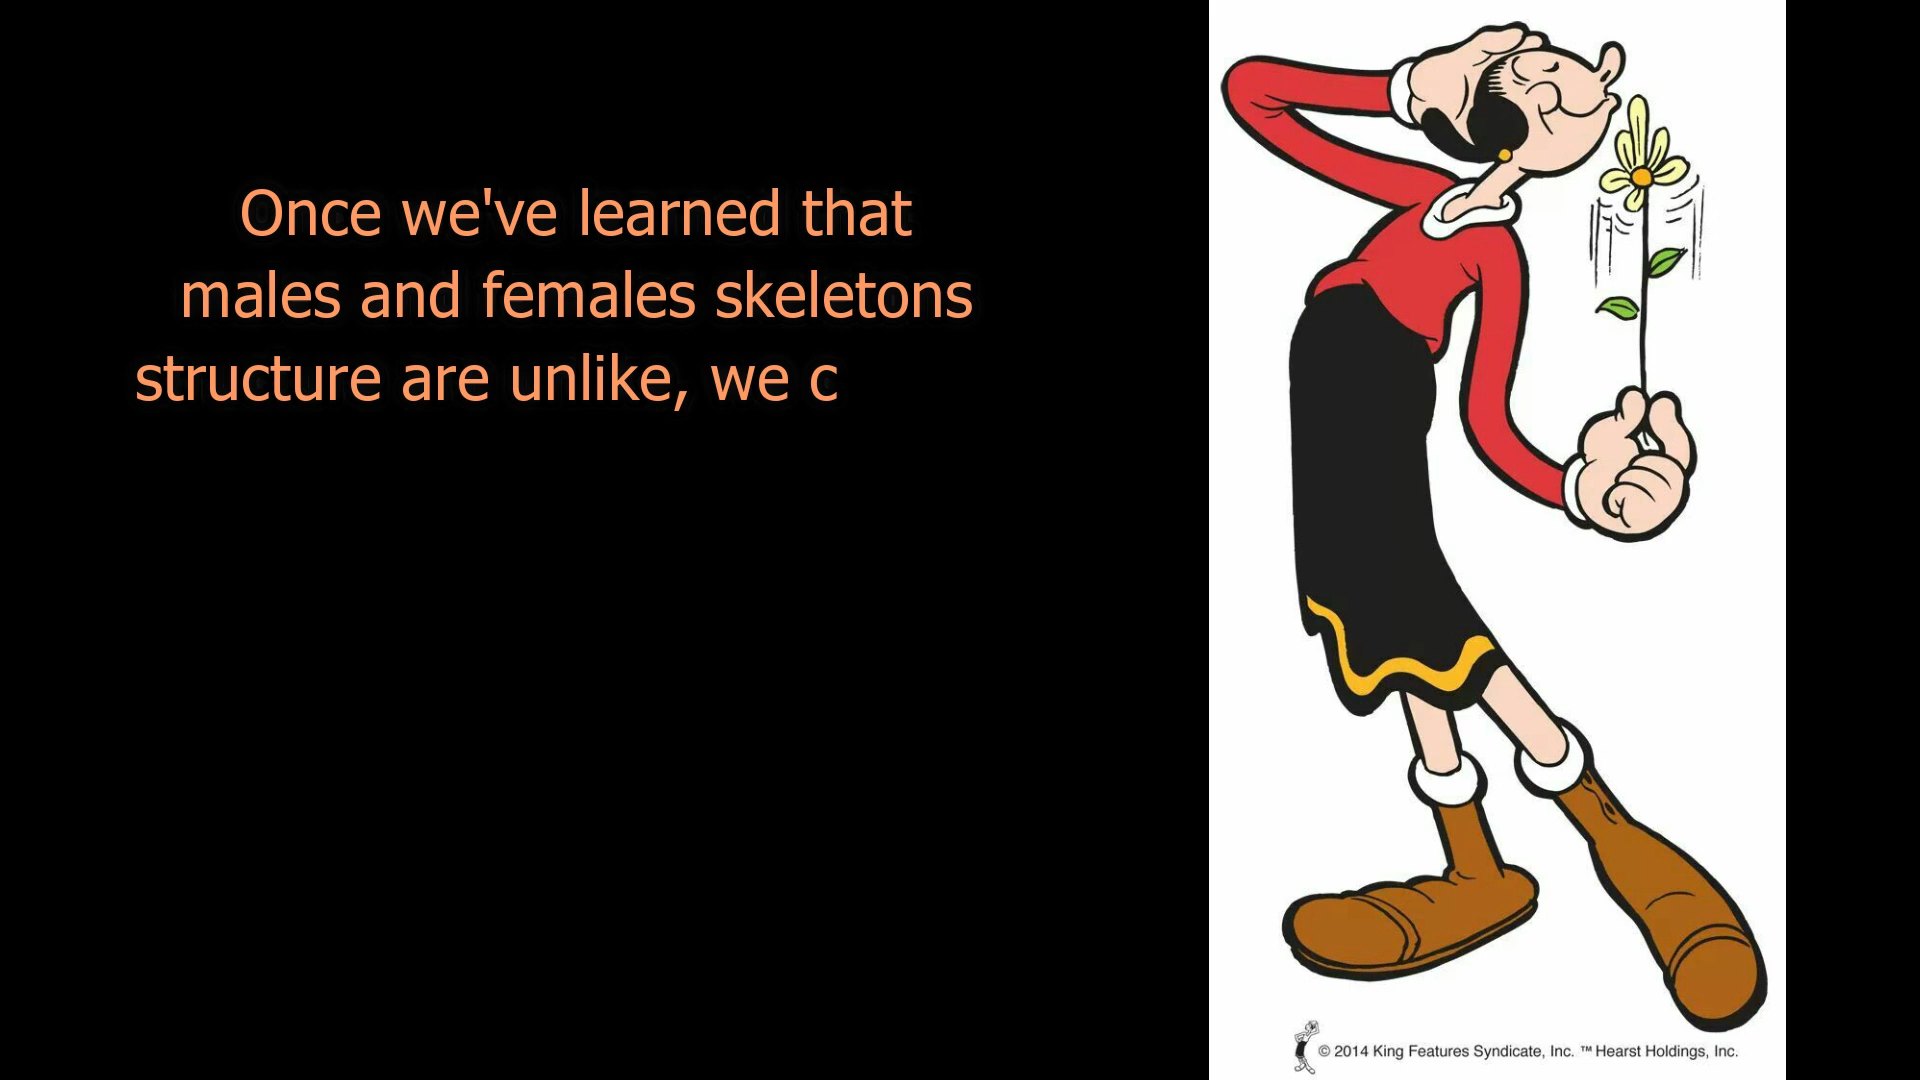 Once we've learned that
males and females skeletons
structure are unlike, we c
© 2014 King Features Syndicate, Inc. ™ Hearst Holdings, Inc.